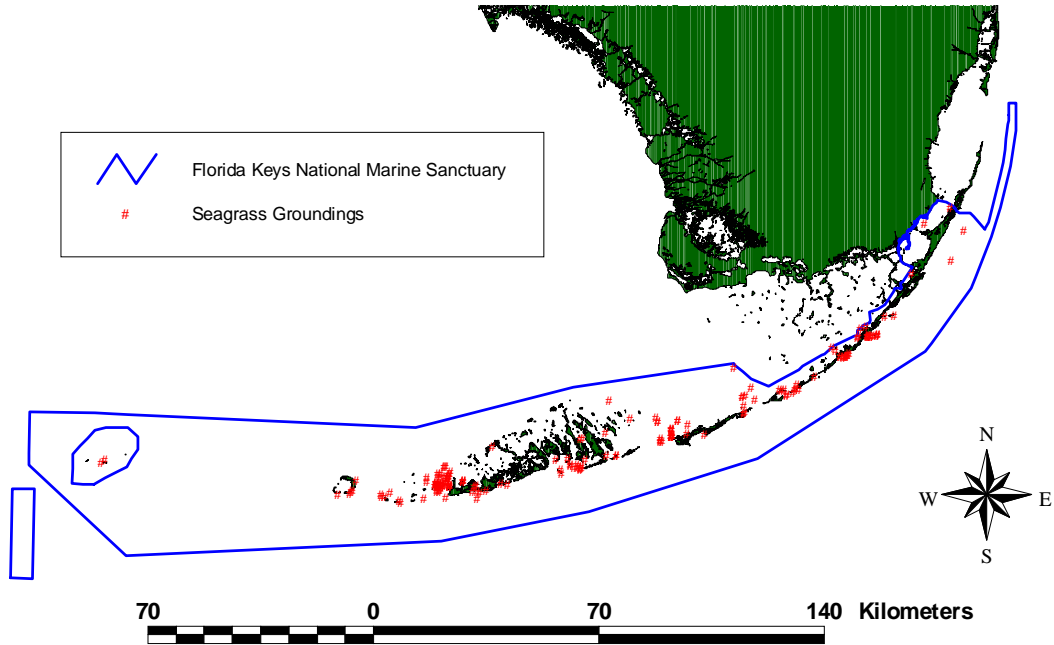 Florida Keys National Marine Sanctuary
# Seagrass Groundings
N
W E
S
70 0 70 140 Kilometers